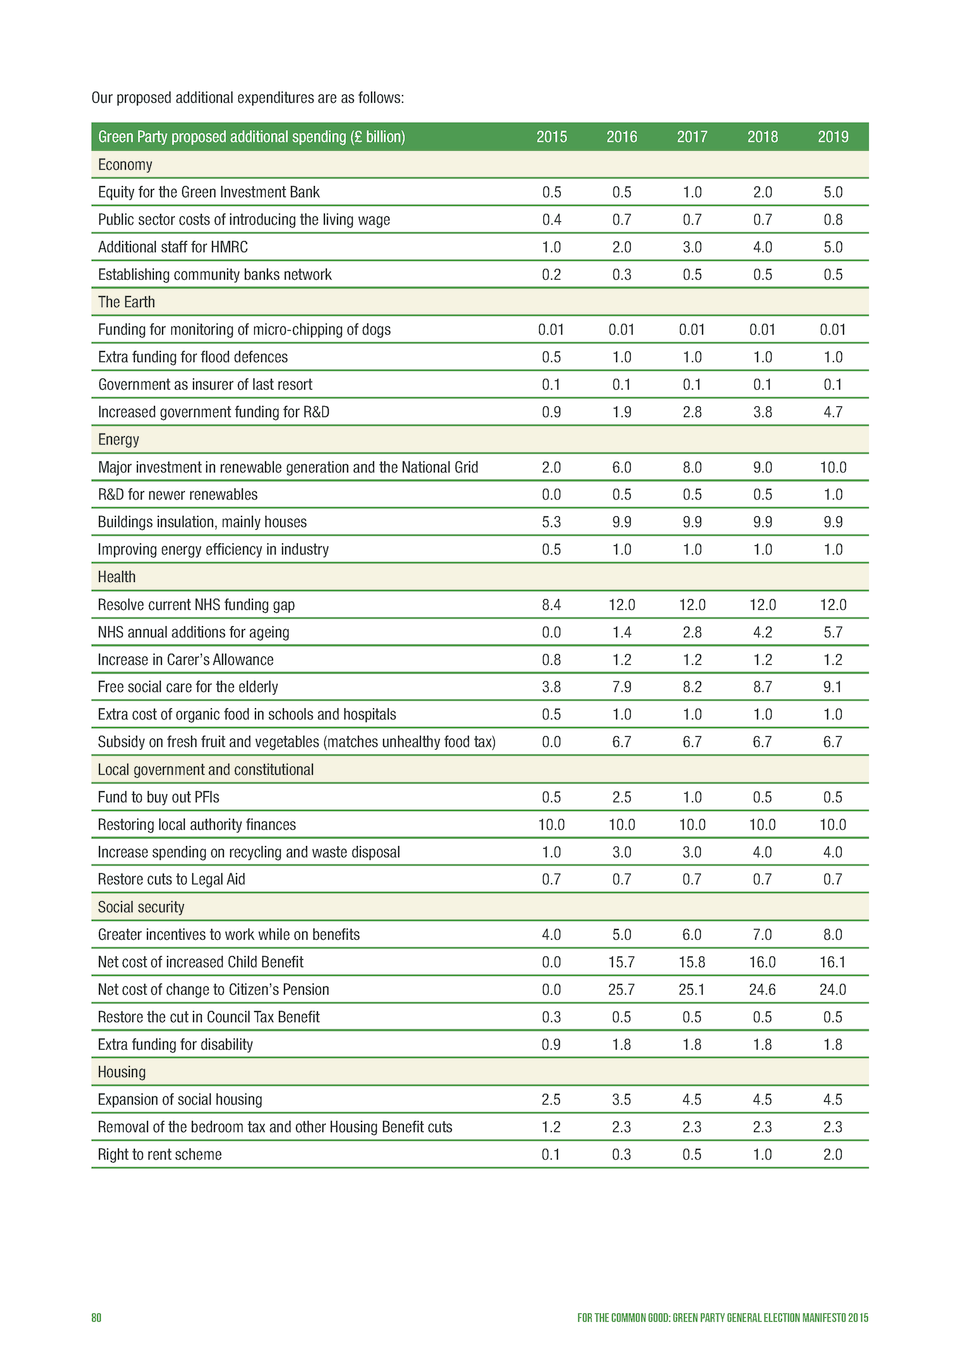 Our proposed additional expenditures are as follows:
Green Party proposed additional spending (£ billion) 2015 2016 2017 2018 2019
Economy
Equity for the Green Investment Bank 0.5 0.5 1.0 2.0 5.0
Public sector costs of introducing the living wage 0.4 0.7 0.7 0.7 0.8
Additional staff for HMRC 1.0 2.0 3.0 4.0 5.0
Establishing community banks network 0.2 0.3 0.5 0.5 0.5
The Earth
Funding for monitoring of micro-chipping of dogs 0.01 0.01 0.01 0.01 0.01
Extra funding for flood defences 0.5 1.0 1.0 1.0 1.0
Government as insurer of last resort 0.1 0.1 0.1 0.1 0.1
Increased government funding for R&D 0.9 1.9 2.8 3.8 4.7
Energy
Major investment in renewable generation and the National Grid 2.0 6.0 8.0 9.0 10.0
R&D for newer renewables 0.0 0.5 0.5 0.5 1.0
Buildings insulation, mainly houses 5.3 9.9 9.9 9.9 9.9
Improving energy efficiency in industry 0.5 1.0 1.0 1.0 1.0
Health
Resolve current NHS funding gap 8.4 12.0 12.0 12.0 12.0
NHS annual additions for ageing 0.0 1.4 2.8 4.2 5.7
Increase in Carer's Allowance 0.8 1.2 1.2 1.2 1.2
Free social care for the elderly 3.8 7.9 8.2 8.7 9.1
Extra cost of organic food in schools and hospitals 0.5 1.0 1.0 1.0 1.0
Subsidy on fresh fruit and vegetables (matches unhealthy food tax) 0.0 6.7 6.7 6.7 6.7
Local government and constitutional
Fund to buy out PFIs 0.5 2.5 1.0 0.5 0.5
Restoring local authority finances 10.0 10.0 10.0 10.0 10.0
Increase spending on recycling and waste disposal 1.0 3.0 3.0 4.0 4.0
Restore cuts to Legal Aid 0.7 0.7 0.7 0.7 0.7
Social security
Greater incentives to work while on benefits 4.0 5.0 6.0 7.0 8.0
Net cost of increased Child Benefit 0.0 15.7 15.8 16.0 16.1
Net cost of change to Citizen's Pension 0.0 25.7 25.1 24.6 24.0
Restore the cut in Council Tax Benefit 0.3 0.5 0.5 0.5 0.5
Extra funding for disability 0.9 1.8 1.8 1.8 1.8
Housing
Expansion of social housing 2.5 3.5 4.5 4.5 4.5
Removal of the bedroom tax and other Housing Benefit cuts 1.2 2.3 2.3 2.3 2.3
Right to rent scheme 0.1 0.3 0.5 1.0 2.0
80 FOR THE COMMON GOOD: GREEN PARTY GENERAL ELECTION MANIFESTO 2015